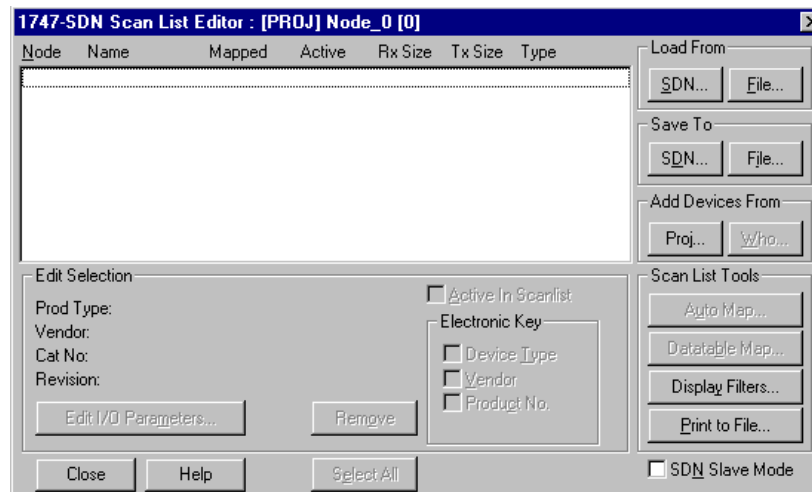 1747-SDN Scan List Editor : [PROJ] Node_0 [0]
Node Name Mapped Active Rx Size Tx Size Type
Load From
SDN... File...
Save To
SDN... File...
Add Devices From
Proj... Who...
Edit Selection
Prod Type:
Vendor:
Cat No:
Revision:
Active In Scanlist
Electronic Key
Device Type
Vendor
Product No.
Edit I/O Parameters... Remove
Scan List Tools
Auto Map...
Datatable Map...
Display Filters...
Print to File...
Close Help Select All
SDN Slave Mode